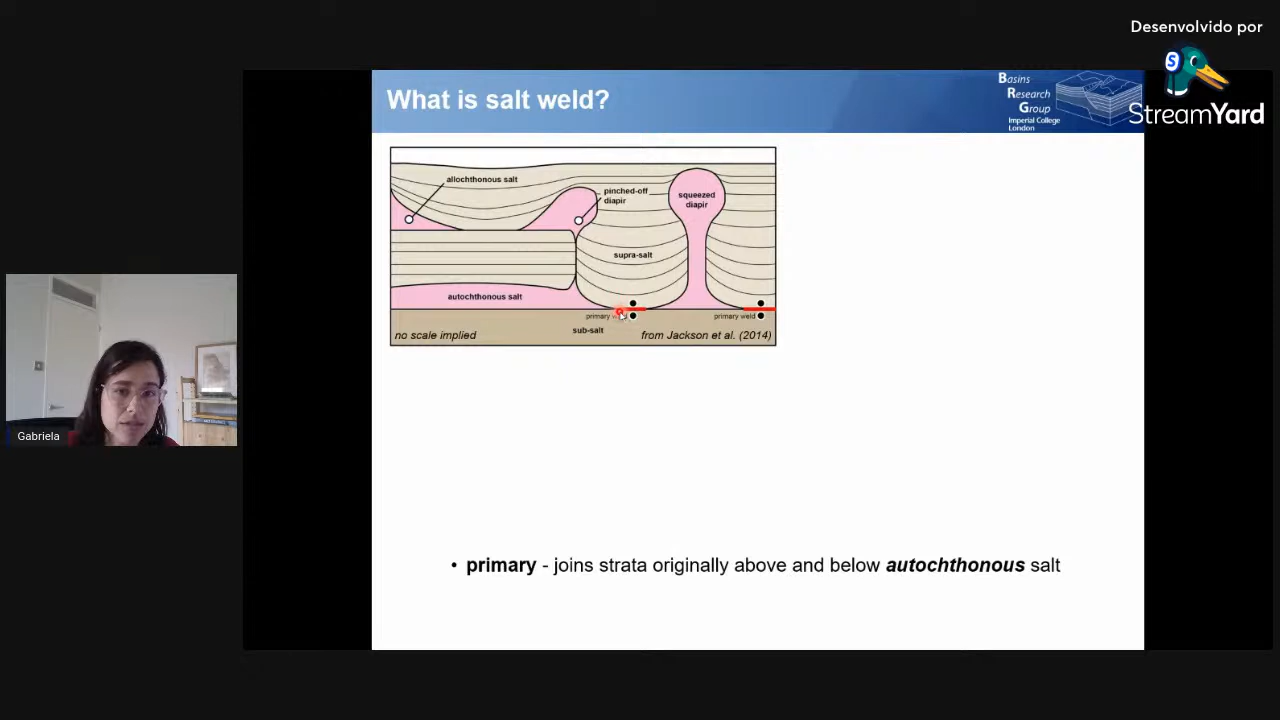 Desenvolvido por
S
StreamYard
What is salt weld?
Basins
Research
Group
Imperial College
London
allochthonous salt
pinched-off
diapir
squeezed
diapir
supra-salt
autochthonous salt
primary
primary weld
sub-salt
no scale implied
from Jackson et al. (2014)
Gabriela
• primary - joins strata originally above and below autochthonous salt